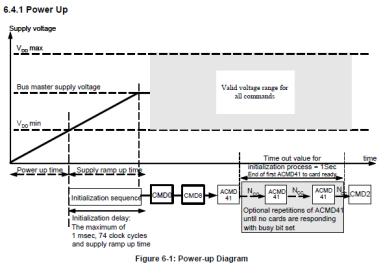 6.4.1 Power Up
Supply voltage
VDD max
Bus master supply voltage
Valid voltage range for
all commands
VDD min
Time out value for
initialization process = 1Sec
End of first ACMD41 to card ready
time
Power up time
Supply ramp up time
Initialization sequence
CMD0
CMD8
ACMD
41
NCC
ACMD
41
NCC
ACMD
41
CMD2
Initialization delay:
The maximum of
1 msec, 74 clock cycles
and supply ramp up time
Optional repetitions of ACMD41
until no cards are responding
with busy bit set
Figure 6-1: Power-up Diagram